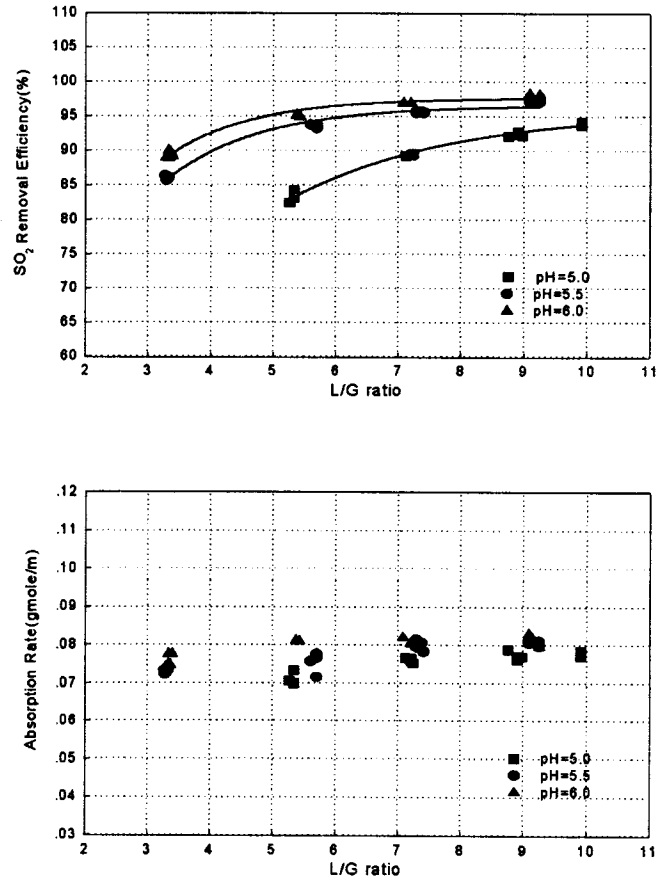 110
105
100
95
90
85
80
75
70
65
60
SO2 Removal Efficiency(%)
pH=5.0
pH=5.5
pH=6.0
2 3 4 5 6 7 8 9 10 11
L/G ratio
.12
.11
.10
.09
.08
.07
.06
.05
.04
.03
Absorption Rate(gmole/m)
pH=5.0
pH=5.5
pH=6.0
2 3 4 5 6 7 8 9 10 11
L/G ratio